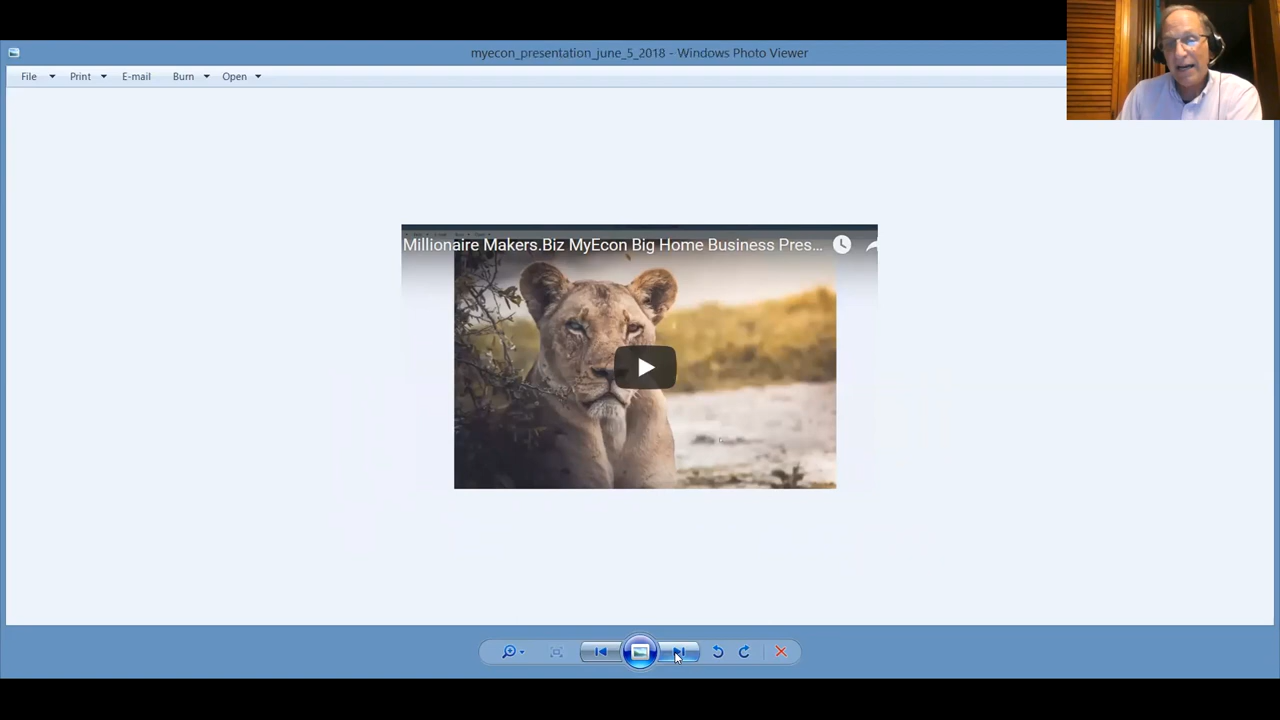 myecon_presentation_june_5_2018 - Windows Photo Viewer
File Print E-mail Burn Open
Millionaire Makers.Biz MyEcon Big Home Business Pres...